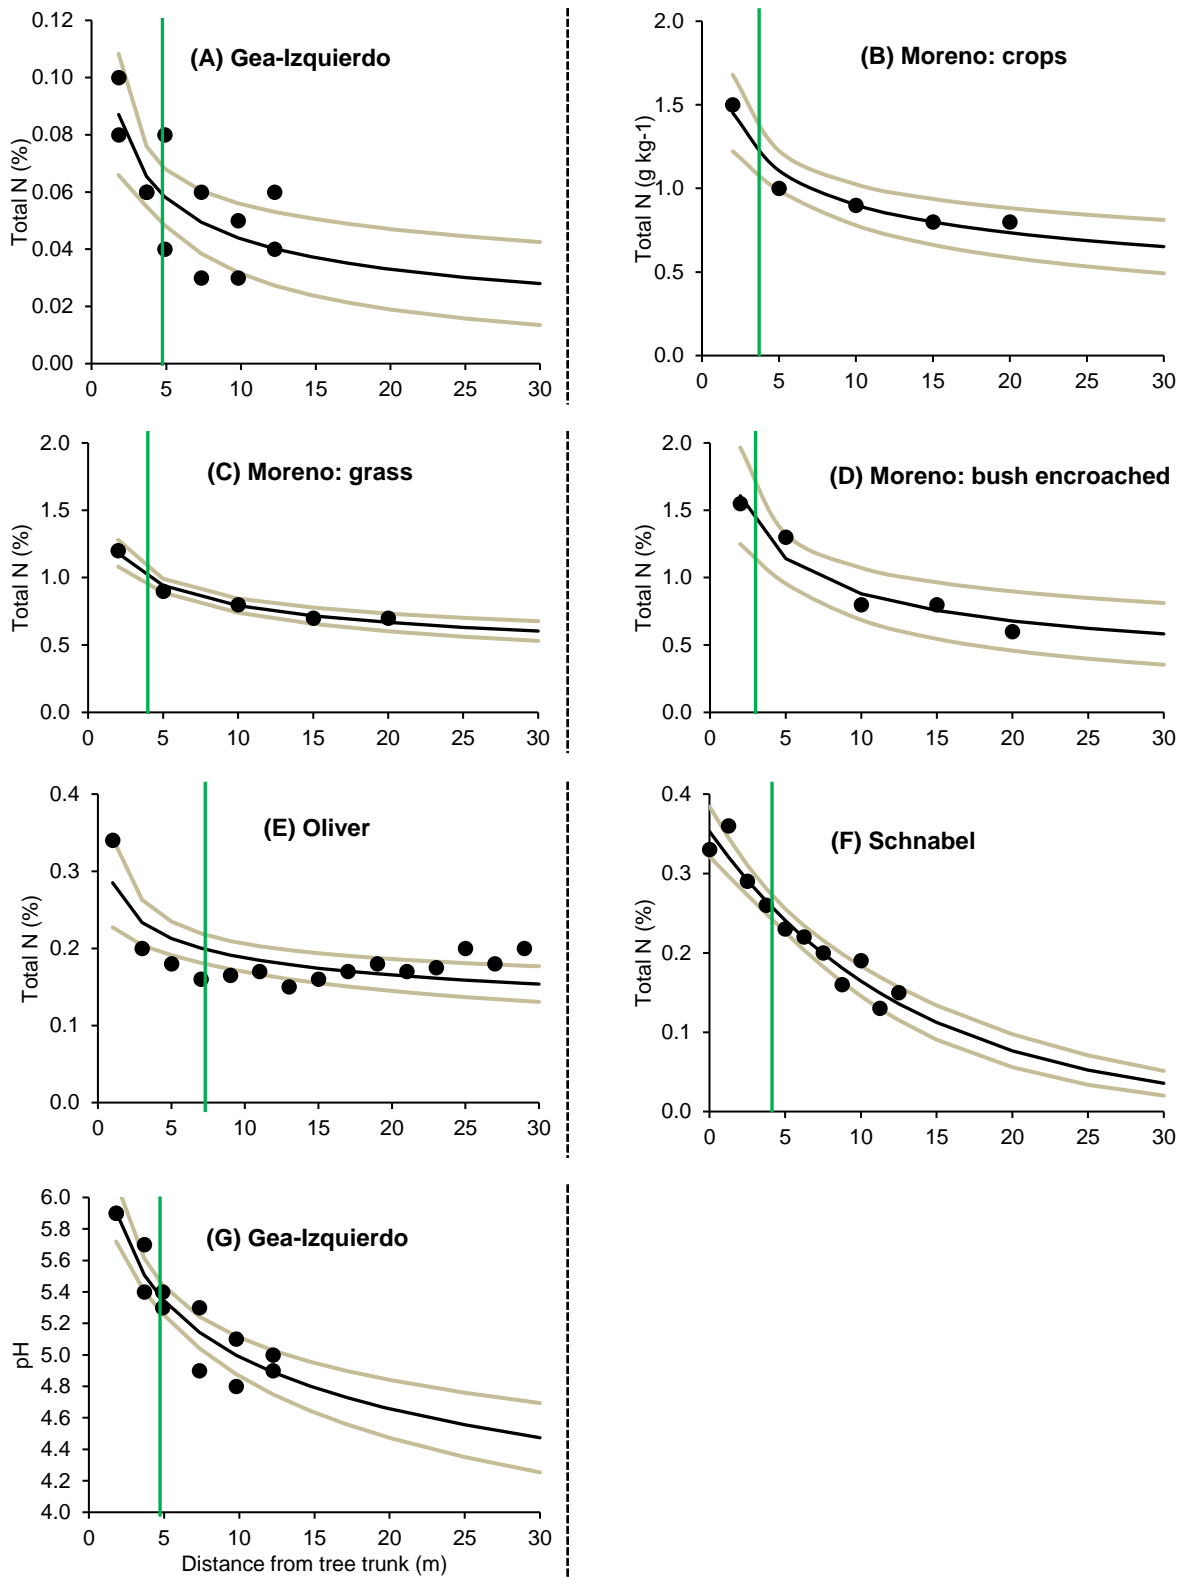 (A) Gea-Izquierdo
Total N (%)
0.12
0.10
0.08
0.06
0.04
0.02
0.00
0 5 10 15 20 25 30
(B) Moreno: crops
Total N (g kg-1)
2.0
1.5
1.0
0.5
0.0
0 5 10 15 20 25 30
(C) Moreno: grass
Total N (%)
2.0
1.5
1.0
0.5
0.0
0 5 10 15 20 25 30
(D) Moreno: bush encroached
Total N (%)
2.0
1.5
1.0
0.5
0.0
0 5 10 15 20 25 30
(E) Oliver
Total N (%)
0.4
0.3
0.2
0.1
0.0
0 5 10 15 20 25 30
(F) Schnabel
Total N (%)
0.4
0.3
0.2
0.1
0.0
0 5 10 15 20 25 30
(G) Gea-Izquierdo
pH
6.0
5.8
5.6
5.4
5.2
5.0
4.8
4.6
4.4
4.2
4.0
0 5 10 15 20 25 30
Distance from tree trunk (m)